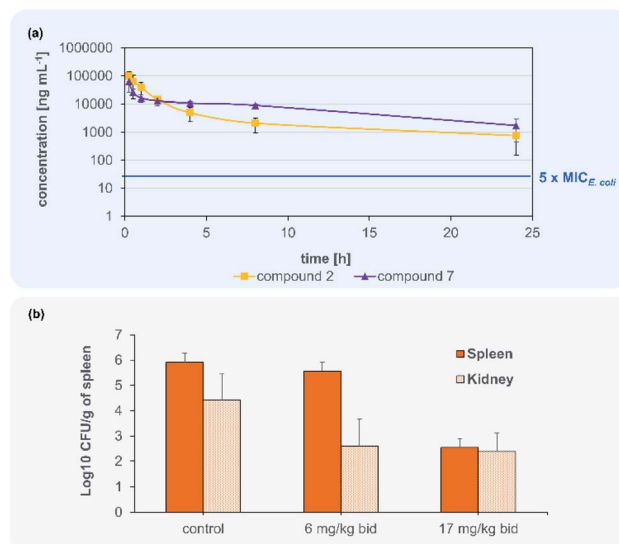 (a)
concentration [ng mL-1]
1000000
100000
10000
1000
100
10
1
5 x MICE. coli
0 5 10 15 20 25
time [h]
compound 2 compound 7
(b)
Log10 CFU/g of spleen
7
6
5
4
3
2
1
0
Spleen
Kidney
control 6 mg/kg bid 17 mg/kg bid